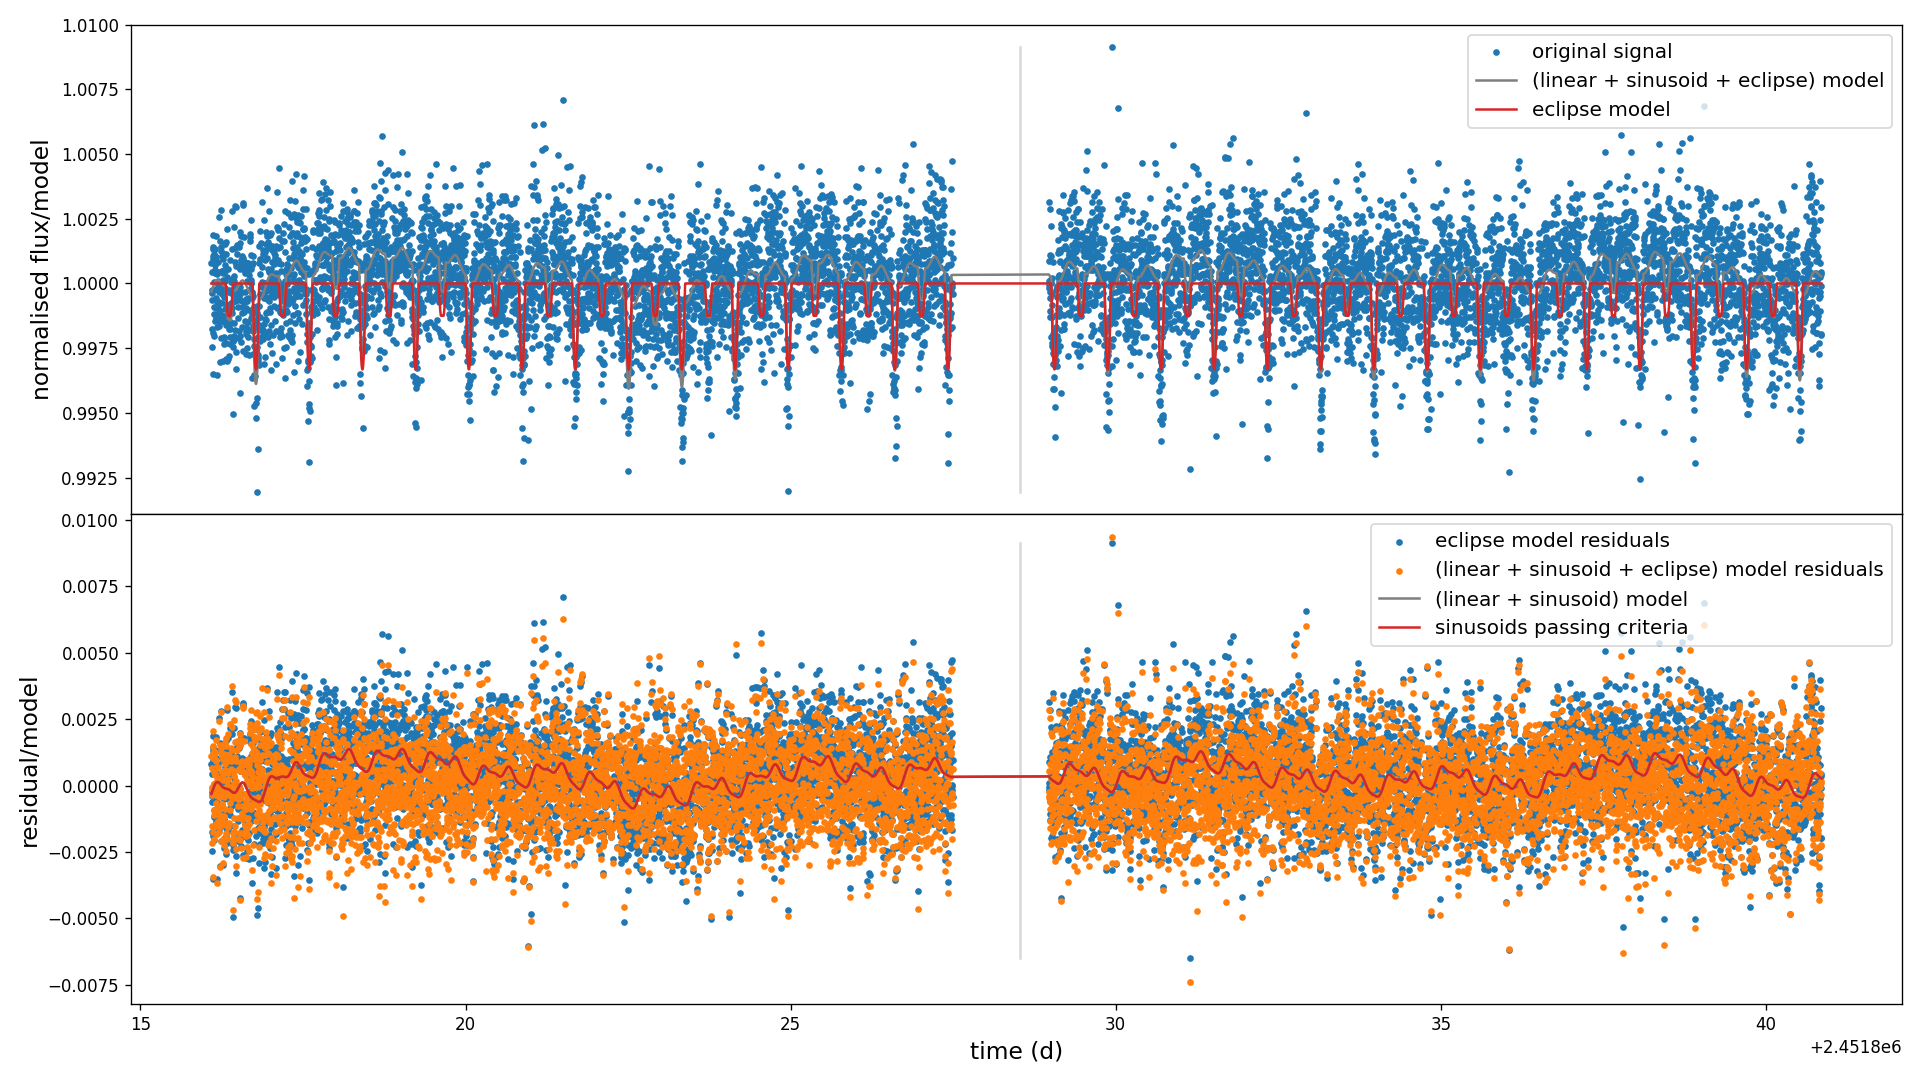 normalised flux/model
1.0100
1.0075
1.0050
1.0025
1.0000
0.9975
0.9950
0.9925
original signal
(linear + sinusoid + eclipse) model
eclipse model
residual/model
0.0100
0.0075
0.0050
0.0025
0.0000
−0.0025
−0.0050
−0.0075
eclipse model residuals
(linear + sinusoid + eclipse) model residuals
(linear + sinusoid) model
sinusoids passing criteria
15
20
25
30
35
40
time (d)
+2.4518e6